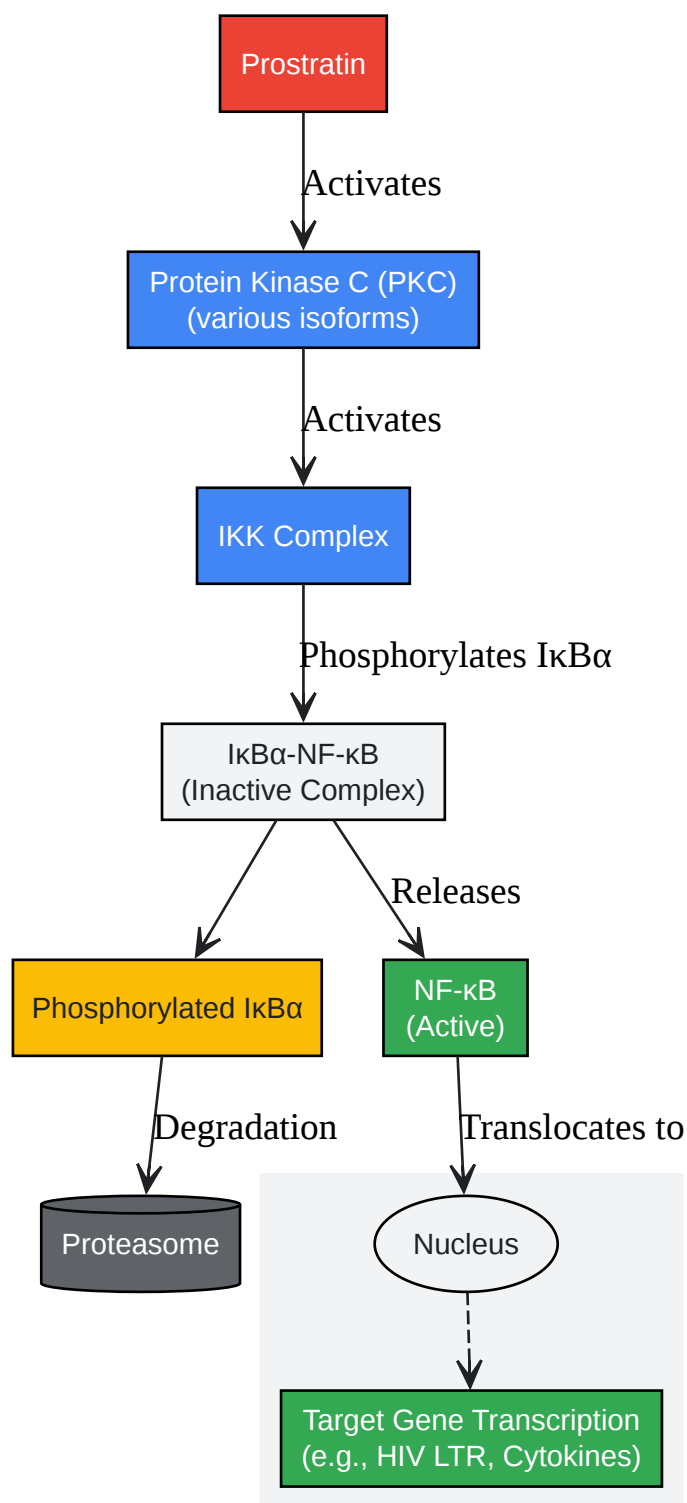 Prostratin
Activates
Protein Kinase C (PKC)
(various isoforms)
Activates
IKK Complex
Phosphorylates IκBα
IκBα-NF-κB
(Inactive Complex)
Releases
Phosphorylated IκBα
NF-κB
(Active)
Degradation
Translocates to
Proteasome
Nucleus
Target Gene Transcription
(e.g., HIV LTR, Cytokines)